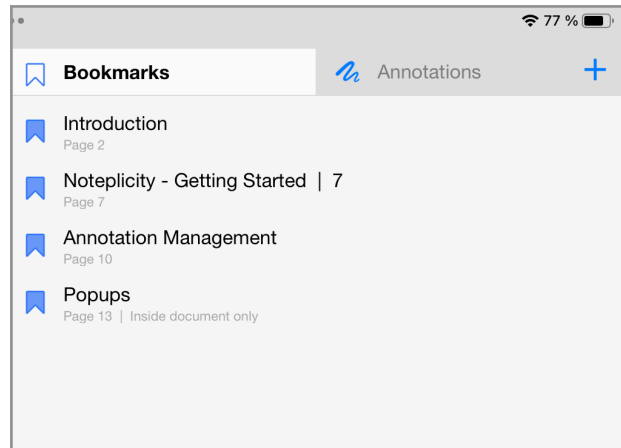 77 %
Bookmarks
Annotations
Introduction
Page 2
Noteplicity - Getting Started | 7
Page 7
Annotation Management
Page 10
Popups
Page 13 | Inside document only